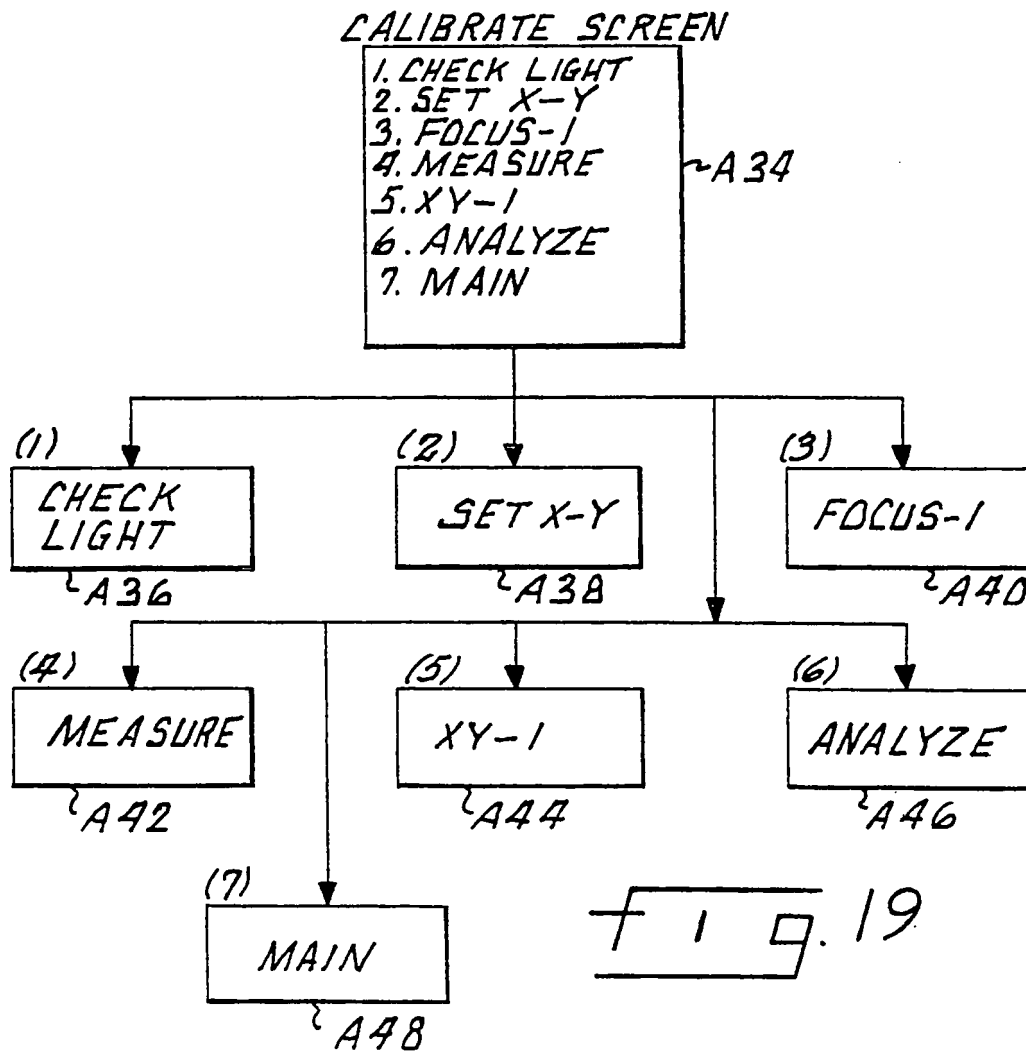 CALIBRATE SCREEN
1. CHECK LIGHT
2. SET X-Y
3. FOCUS-1
4. MEASURE
5. XY-1
6. ANALYZE
7. MAIN
A34
(1)
CHECK
LIGHT
A36
(2)
SET X-Y
A38
(3)
FOCUS-1
A40
(4)
MEASURE
A42
(5)
XY-1
A44
(6)
ANALYZE
A46
(7)
MAIN
A48
Fig. 19